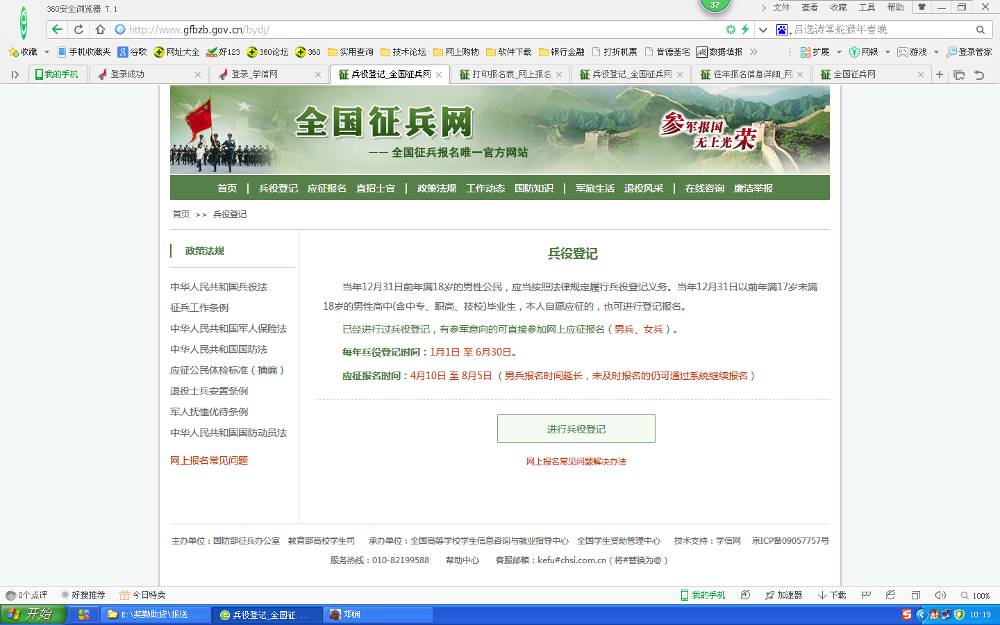 360安全浏览器 7.1
37
文件 查看 收藏 工具 帮助
http://www.gfbzb.gov.cn/bydj/
吕逸涛掌舵猴年春晚
收藏 手机收藏夹 谷歌 网址大全 好123 360论坛 360 实用查询 技术论坛 网上购物 软件下载 银行金融 打折机票 肯德基宅 数据填报 扩展 网银 游戏 登录管家
我的手机 登录成功 登录_学信网 兵役登记_全国征兵网 打印报名表_网上报名 兵役登记_全国征兵网 往年报名信息详细_网 全国征兵网
全国征兵网
—— 全国征兵报名唯一官方网站
参军报国
无上光荣
首页 | 兵役登记 应征报名 直招士官 | 政策法规 工作动态 国防知识 | 军旅生活 退役风采 | 在线咨询 廉洁举报
首页 >> 兵役登记
政策法规
中华人民共和国兵役法
征兵工作条例
中华人民共和国军人保险法
中华人民共和国国防法
应征公民体检标准（摘编）
退役士兵安置条例
军人抚恤优待条例
中华人民共和国国防动员法
网上报名常见问题
兵役登记
当年12月31日前年满18岁的男性公民，应当按照法律规定履行兵役登记义务。当年12月31日以前年满17岁未满
18岁的男性高中(含中专、职高、技校)毕业生，本人自愿应征的，也可进行登记报名。
已经进行过兵役登记，有参军意向的可直接参加网上应征报名（男兵、女兵）。
每年兵役登记时间：1月1日 至 6月30日。
应征报名时间：4月10日 至 8月5日 （男兵报名时间延长，未及时报名的仍可通过系统继续报名）
进行兵役登记
网上报名常见问题解决办法
主办单位：国防部征兵办公室 教育部高校学生司 承办单位：全国高等学校学生信息咨询与就业指导中心 全国学生资助管理中心 技术支持：学信网 京ICP备09057757号
服务热线：010-82199588 帮助中心 客服邮箱：kefu#chsi.com.cn（将#替换为@）
0个点评 好搜推荐 今日特卖 我的手机 加速器 下载 100%
开始 E:\奖勤助贷\报送... 兵役登记_全国征... 邓娴 10:19